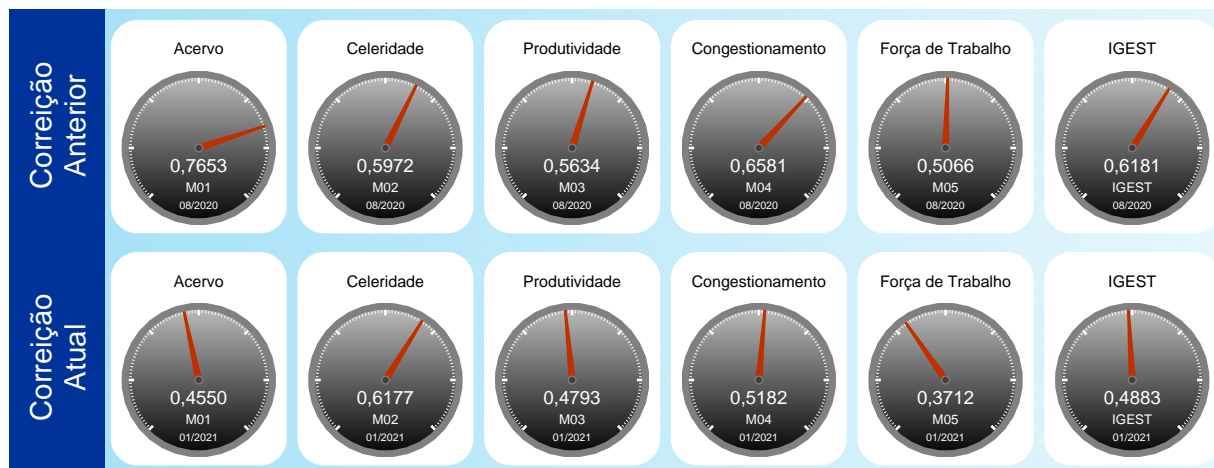 Correição
Anterior
Acervo
0,7653
M01
08/2020
Celeridade
0,5972
M02
08/2020
Produtividade
0,5634
M03
08/2020
Congestionamento
0,6581
M04
08/2020
Força de Trabalho
0,5066
M05
08/2020
IGEST
0,6181
IGEST
08/2020
Correição
Atual
Acervo
0,4550
M01
01/2021
Celeridade
0,6177
M02
01/2021
Produtividade
0,4793
M03
01/2021
Congestionamento
0,5182
M04
01/2021
Força de Trabalho
0,3712
M05
01/2021
IGEST
0,4883
IGEST
01/2021